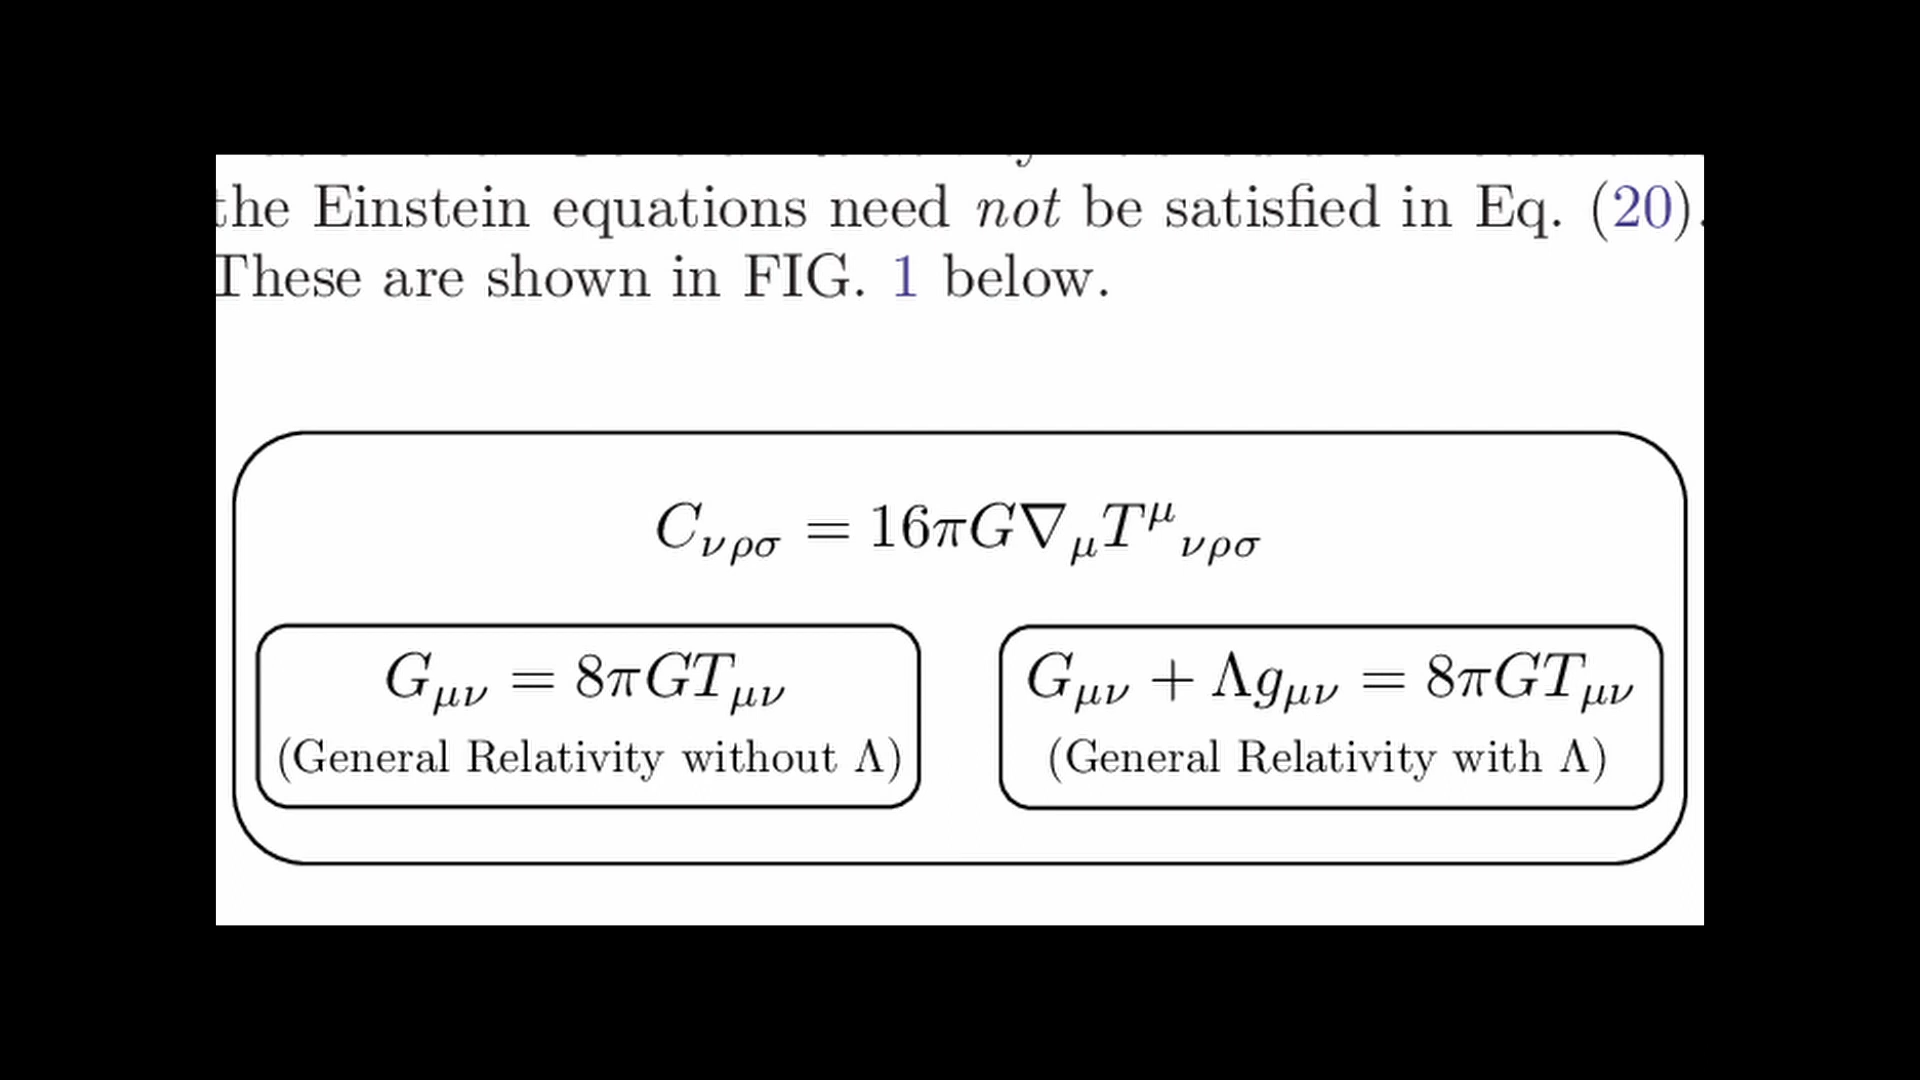 the Einstein equations need not be satisfied in Eq. (20).
These are shown in FIG. 1 below.
C_{νρσ} = 16πG∇_μ T^μ_{νρσ}
G_{μν} = 8πGT_{μν}
(General Relativity without Λ)
G_{μν} + Λg_{μν} = 8πGT_{μν}
(General Relativity with Λ)